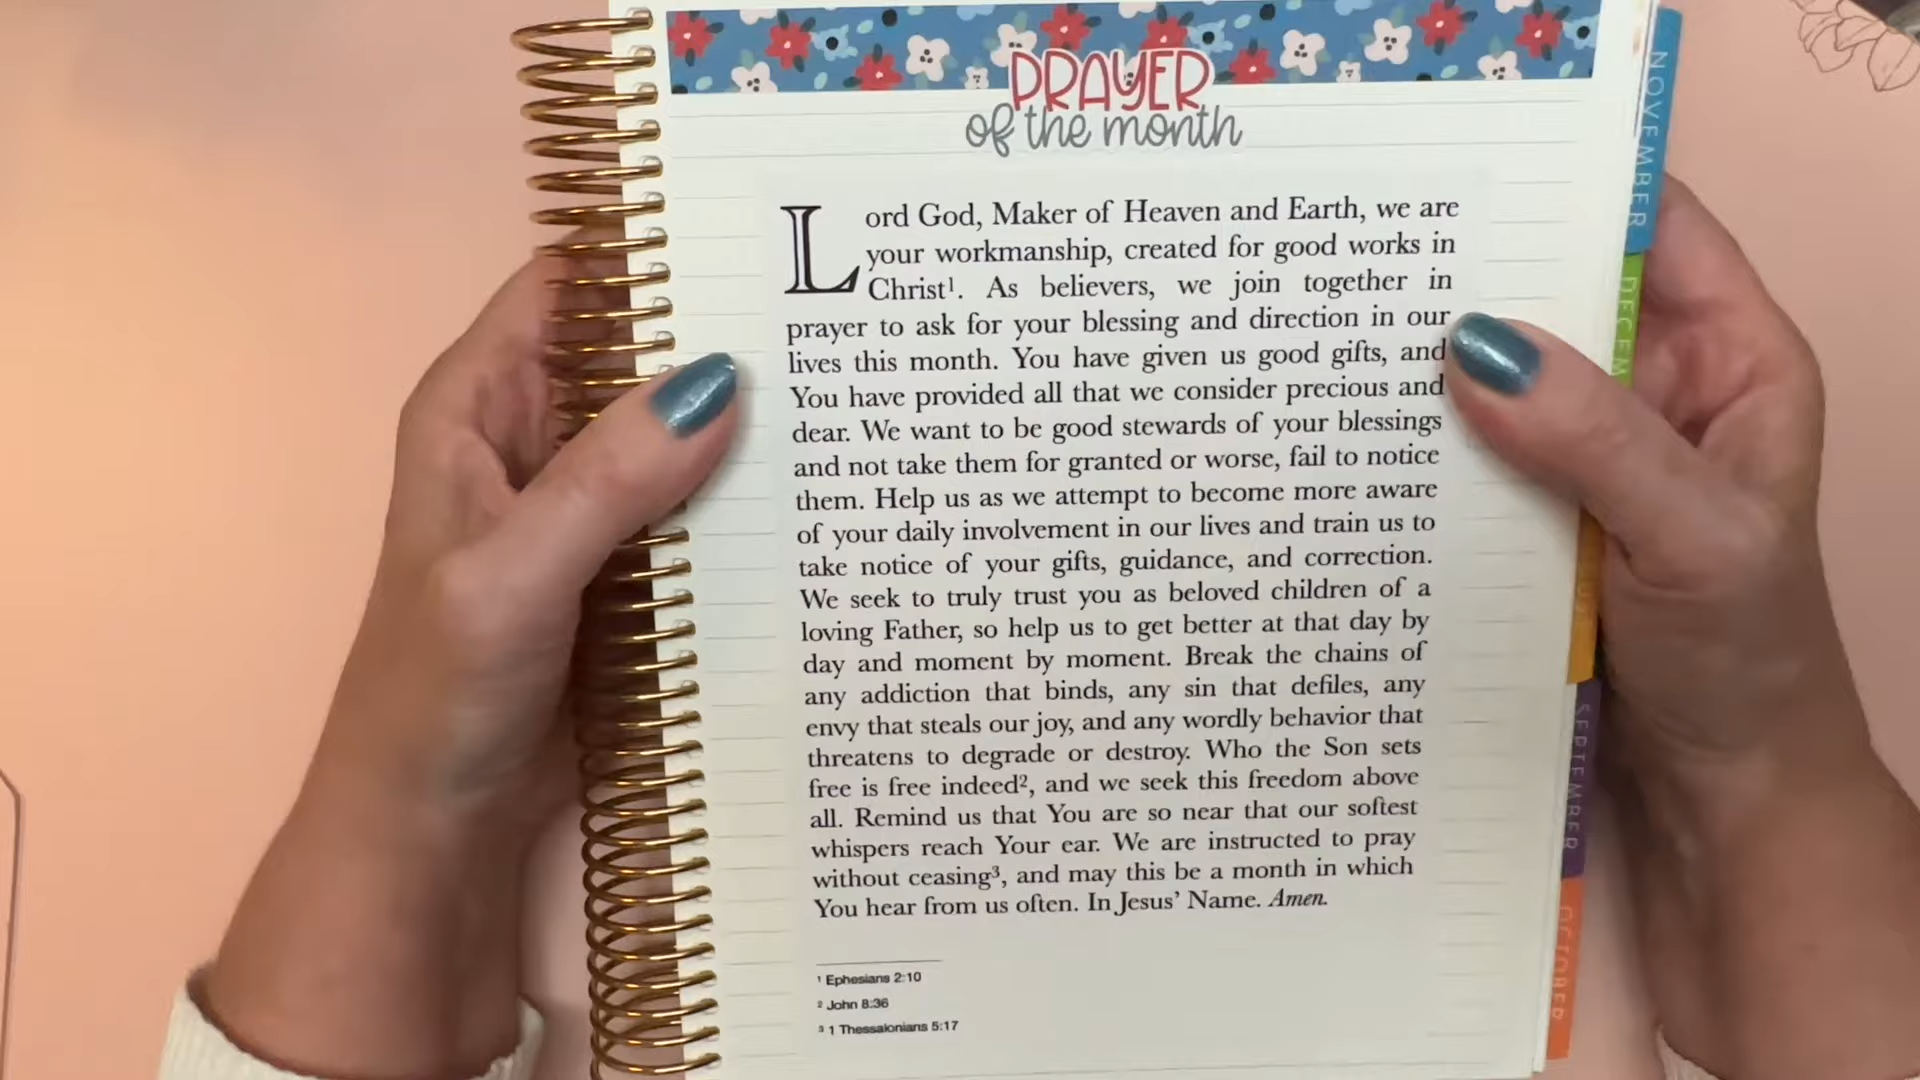 PRAYER
of the month
Lord God, Maker of Heaven and Earth, we are
your workmanship, created for good works in
Christ¹. As believers, we join together in
prayer to ask for your blessing and direction in our
lives this month. You have given us good gifts, and
You have provided all that we consider precious and
dear. We want to be good stewards of your blessings
and not take them for granted or worse, fail to notice
them. Help us as we attempt to become more aware
of your daily involvement in our lives and train us to
take notice of your gifts, guidance, and correction.
We seek to truly trust you as beloved children of a
loving Father, so help us to get better at that day by
day and moment by moment. Break the chains of
any addiction that binds, any sin that defiles, any
envy that steals our joy, and any wordly behavior that
threatens to degrade or destroy. Who the Son sets
free is free indeed², and we seek this freedom above
all. Remind us that You are so near that our softest
whispers reach Your ear. We are instructed to pray
without ceasing³, and may this be a month in which
You hear from us often. In Jesus' Name. Amen.
¹ Ephesians 2:10
² John 8:36
³ 1 Thessalonians 5:17
NOVEMBER
DECEM
SEPTEMBER
OCTOBER